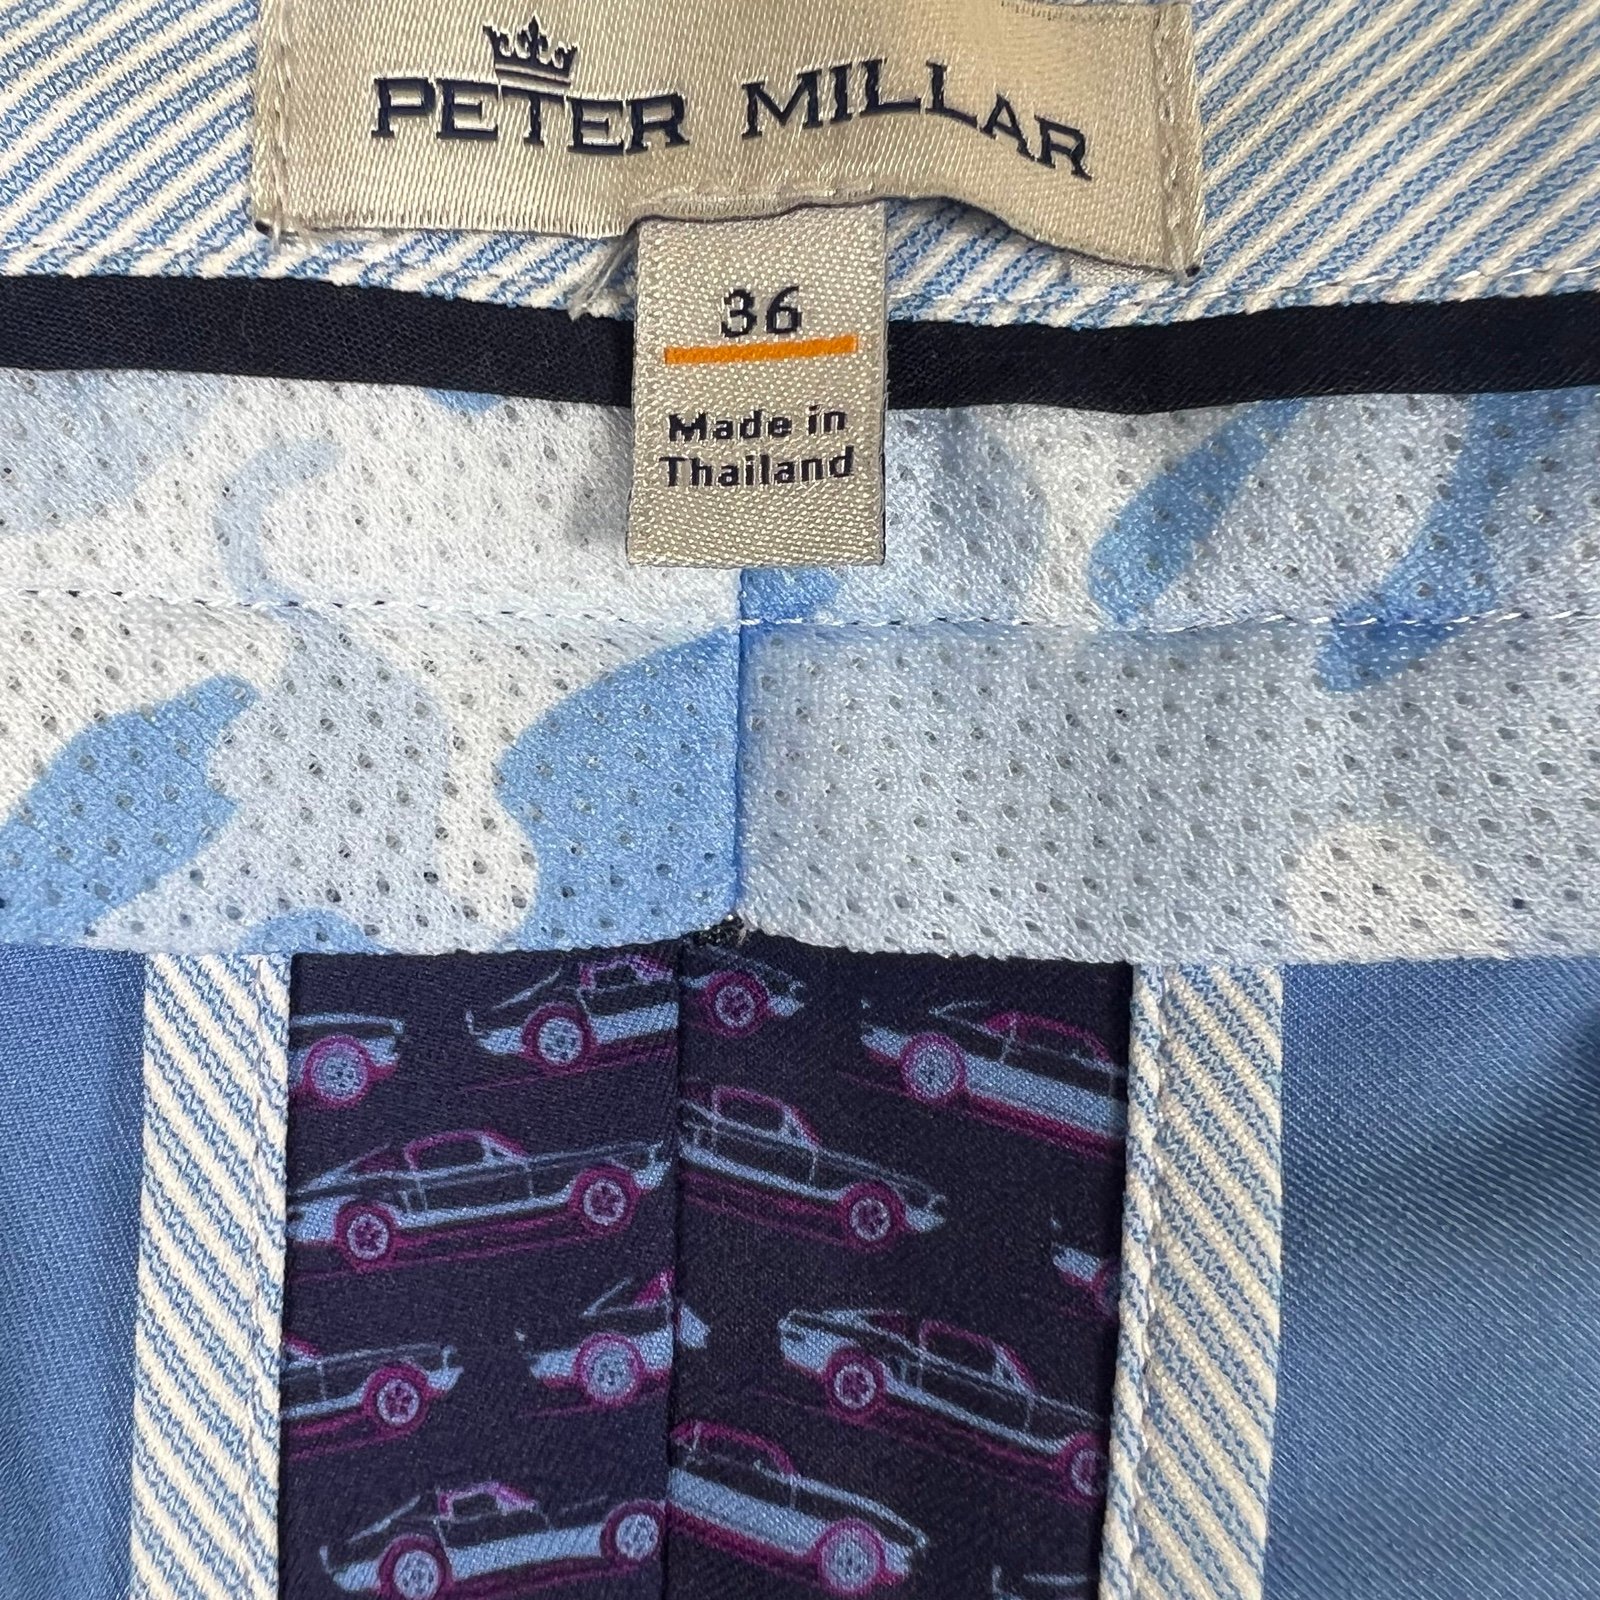 PETER MILLAR
36
Made in
Thailand